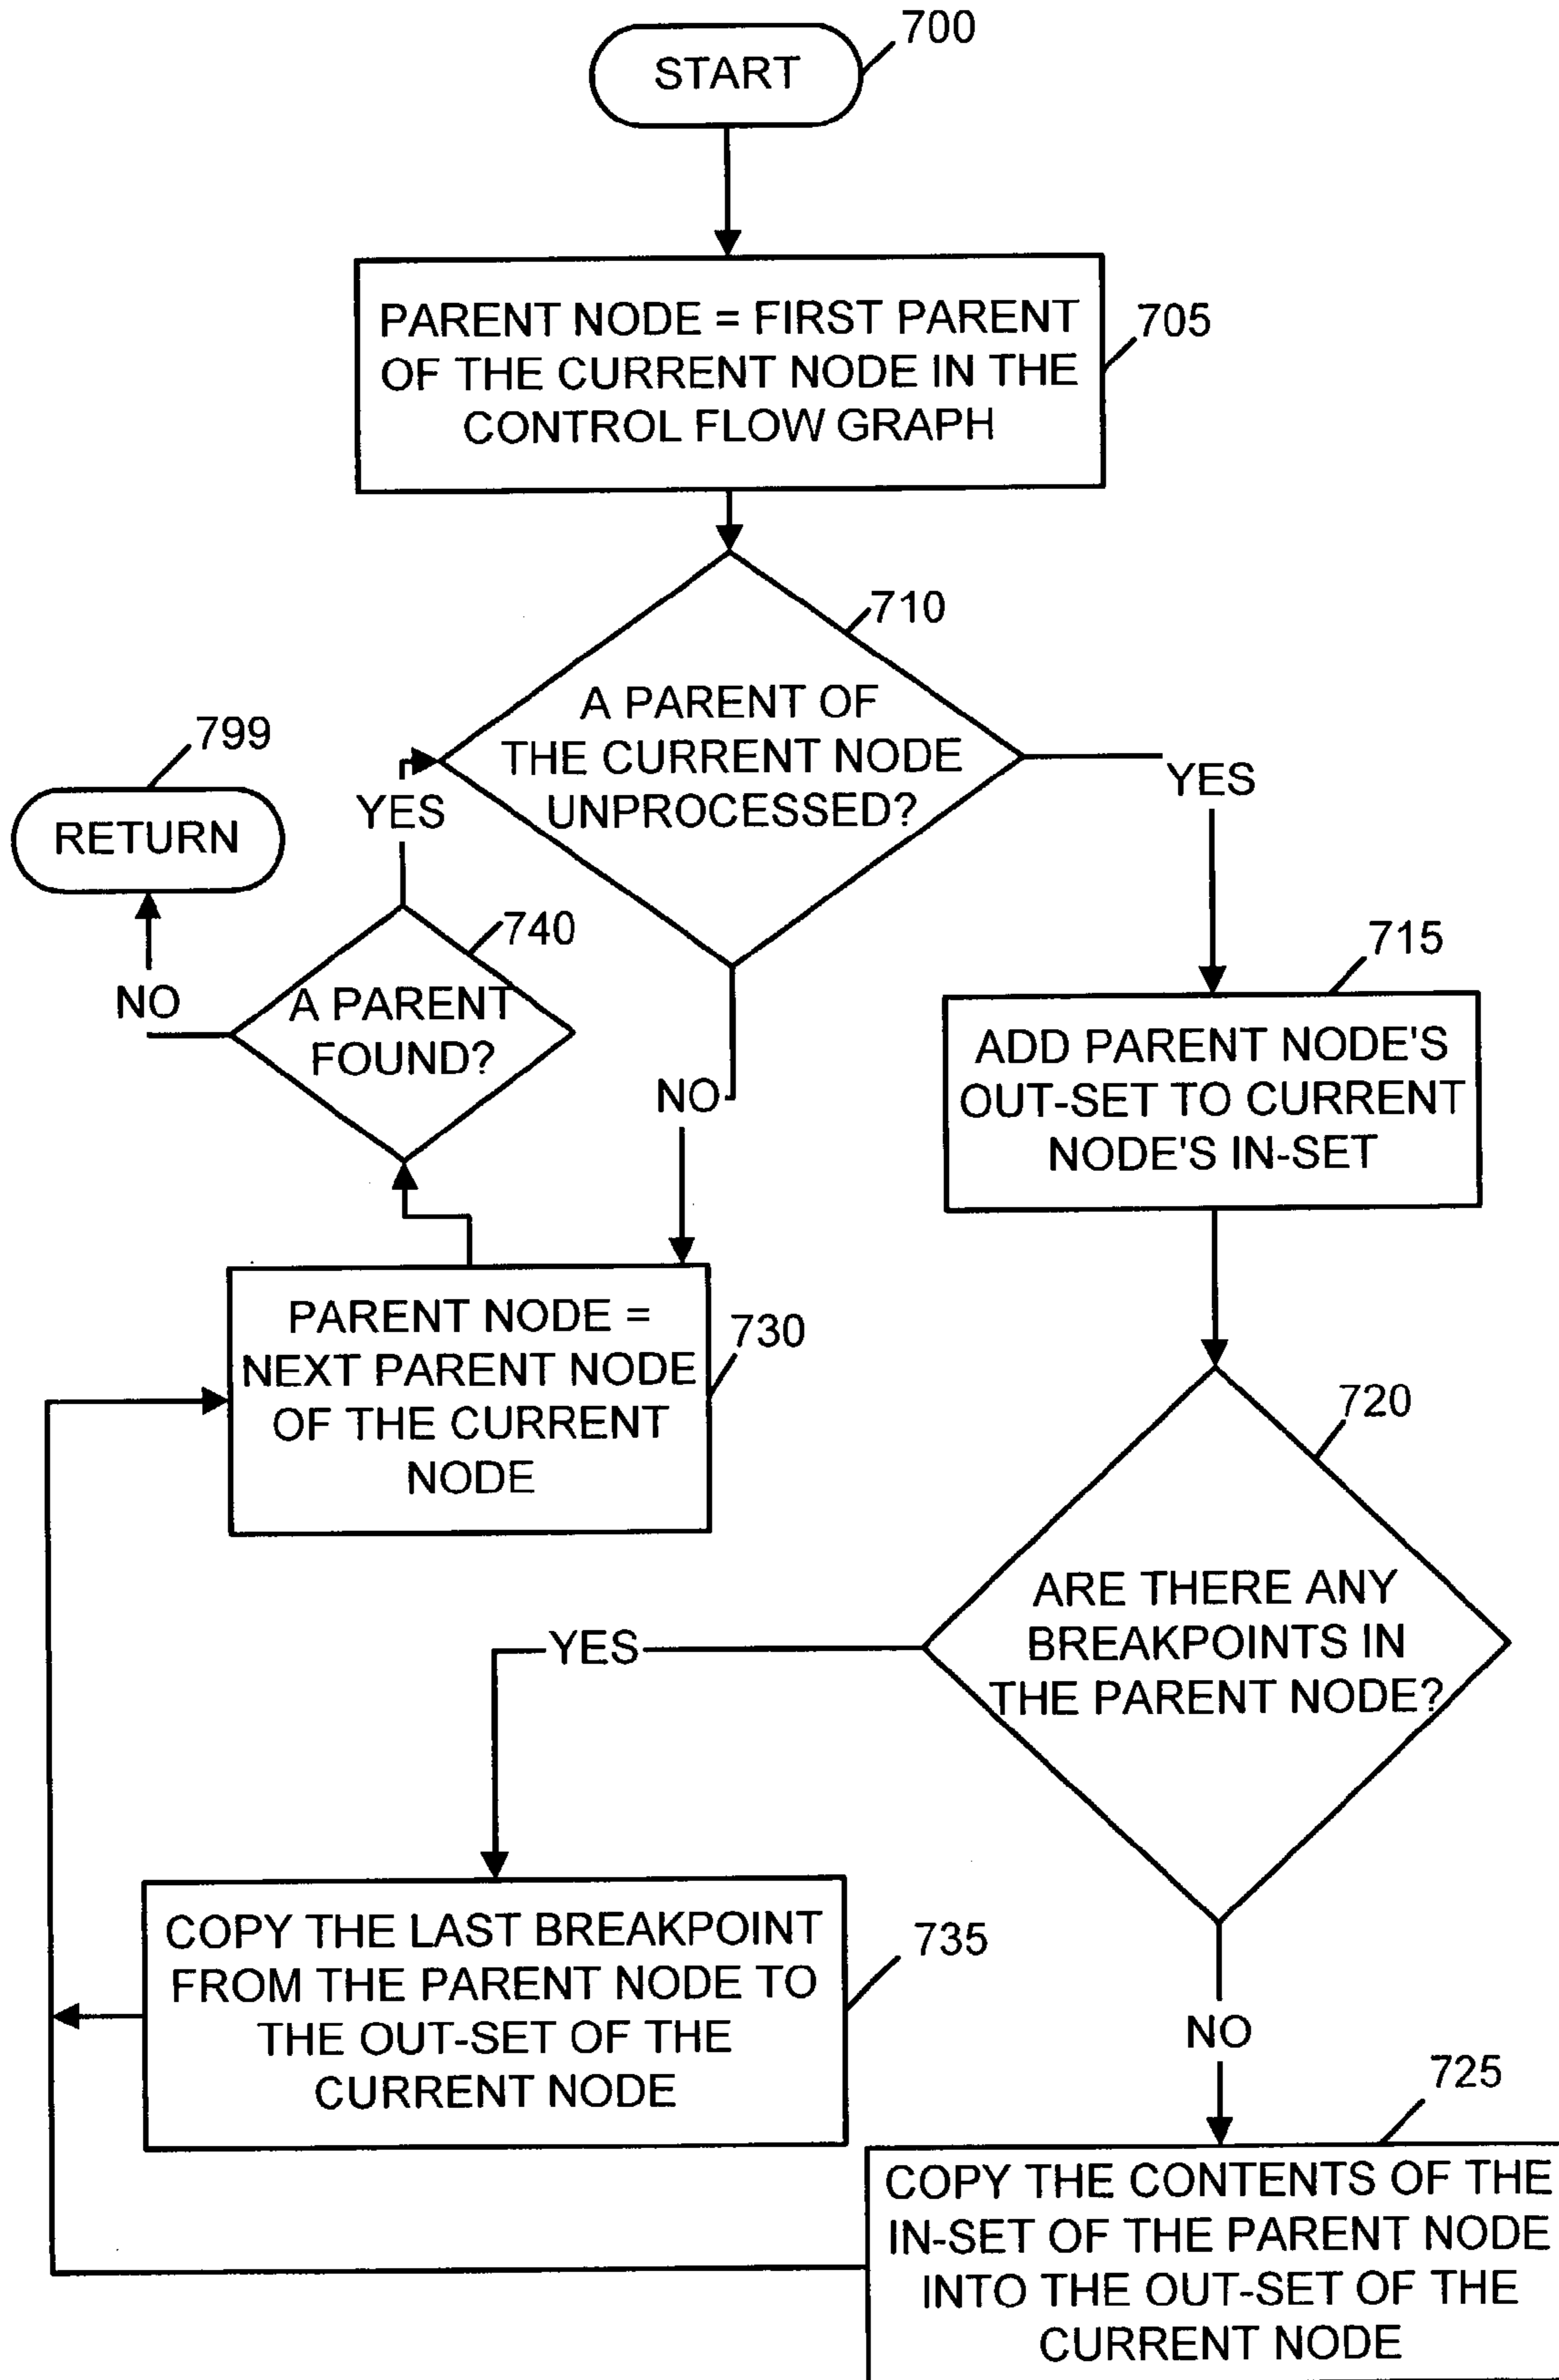 700
START
PARENT NODE = FIRST PARENT
OF THE CURRENT NODE IN THE
CONTROL FLOW GRAPH
705
710
A PARENT OF
THE CURRENT NODE
UNPROCESSED?
YES
799
RETURN
YES
740
A PARENT
FOUND?
NO
NO
715
ADD PARENT NODE'S
OUT-SET TO CURRENT
NODE'S IN-SET
PARENT NODE =
NEXT PARENT NODE
OF THE CURRENT
NODE
730
720
ARE THERE ANY
BREAKPOINTS IN
THE PARENT NODE?
YES
COPY THE LAST BREAKPOINT
FROM THE PARENT NODE TO
THE OUT-SET OF THE
CURRENT NODE
735
NO
725
COPY THE CONTENTS OF THE
IN-SET OF THE PARENT NODE
INTO THE OUT-SET OF THE
CURRENT NODE